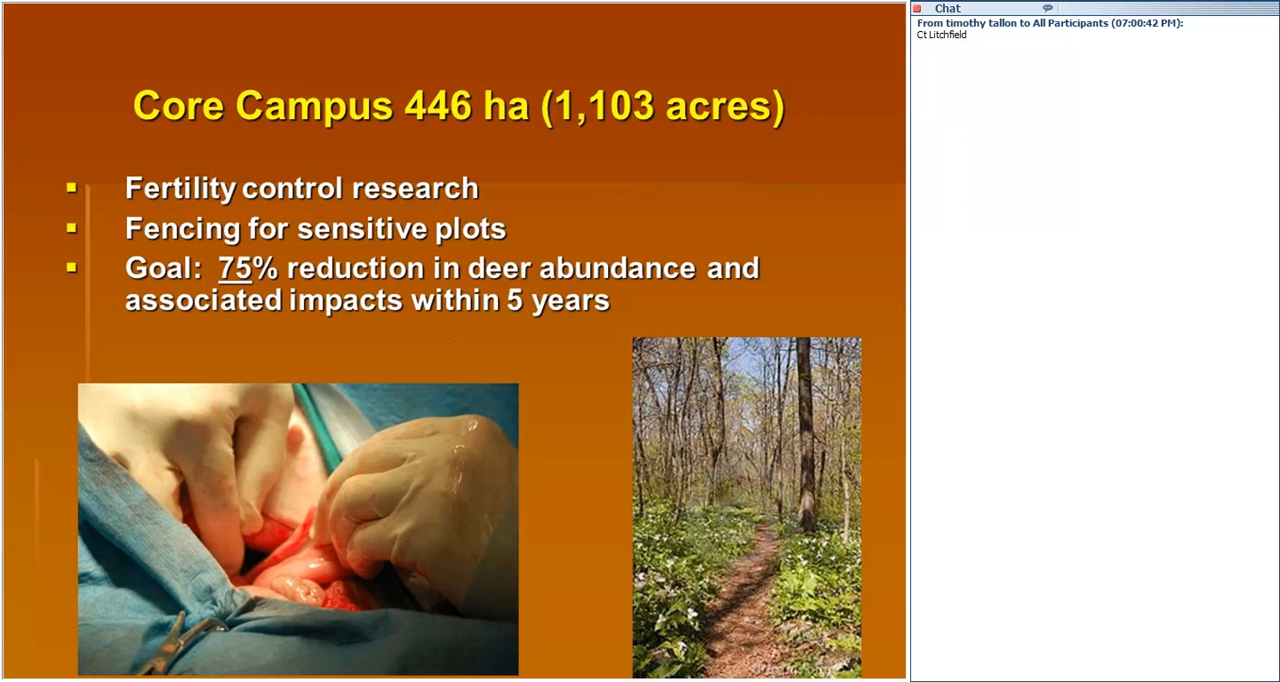 Core Campus 446 ha (1,103 acres)
Fertility control research
Fencing for sensitive plots
Goal: 75% reduction in deer abundance and
associated impacts within 5 years
Chat
From timothy tallon to All Participants (07:00:42 PM):
Ct Litchfield